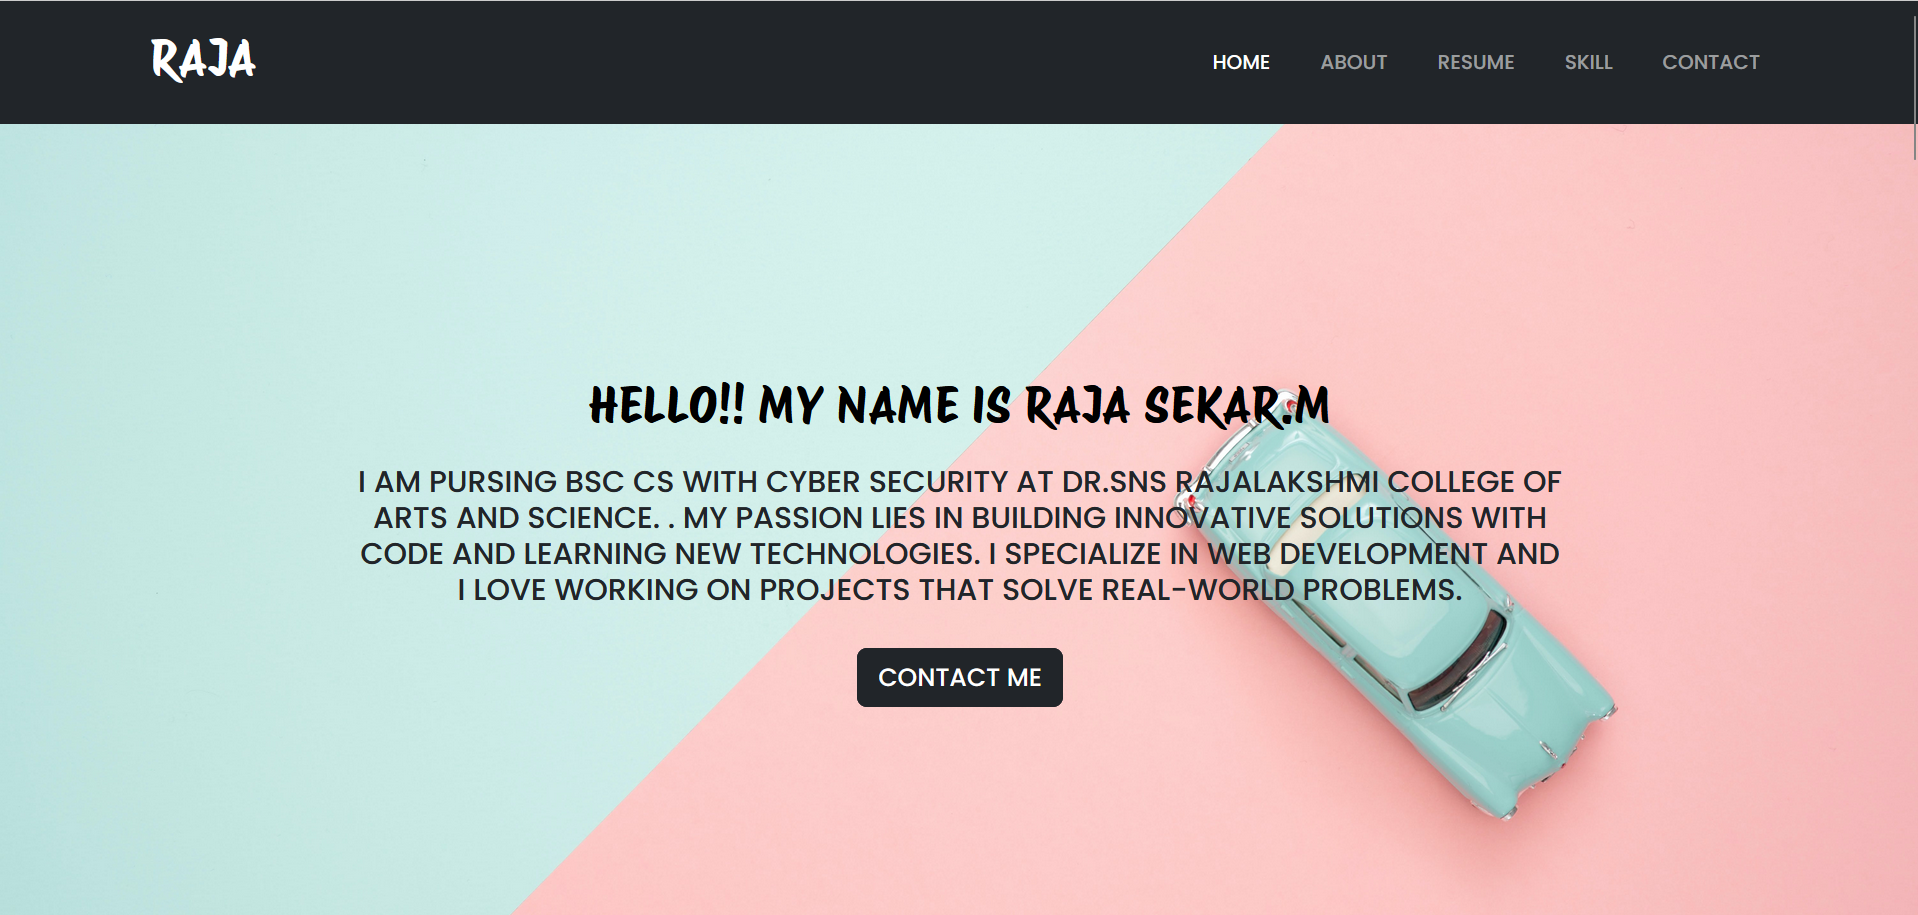 RAJA
HOME ABOUT RESUME SKILL CONTACT
HELLO!! MY NAME IS RAJA SEKAR.M
I AM PURSING BSC CS WITH CYBER SECURITY AT DR.SNS RAJALAKSHMI COLLEGE OF
ARTS AND SCIENCE. . MY PASSION LIES IN BUILDING INNOVATIVE SOLUTIONS WITH
CODE AND LEARNING NEW TECHNOLOGIES. I SPECIALIZE IN WEB DEVELOPMENT AND
I LOVE WORKING ON PROJECTS THAT SOLVE REAL-WORLD PROBLEMS.
CONTACT ME